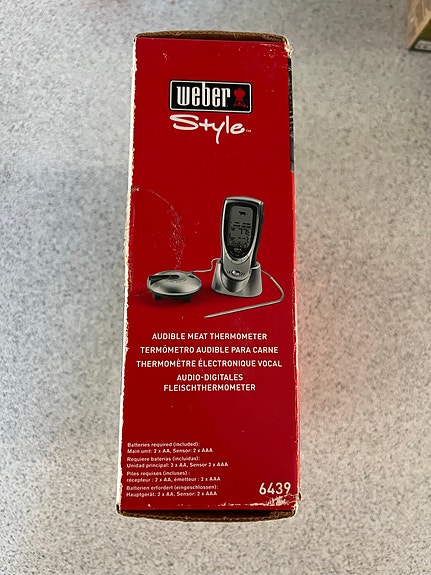 weber
Style™
AUDIBLE MEAT THERMOMETER
TERMÓMETRO AUDIBLE PARA CARNE
THERMOMÈTRE ÉLECTRONIQUE VOCAL
AUDIO-DIGITALES
FLEISCHTHERMOMETER
Batteries required (included):
Main unit: 2 x AA, Sensor: 2 x AAA
Requiere baterías (incluidas):
Unidad principal: 2 x AA, Sensor 2 x AAA
Piles requises (incluses) :
récepteur : 2 x AA, émetteur : 2 x AAA
Batterien erfordert (eingeschlossen):
Hauptgerät: 2 x AA, Sensor: 2 x AAA
6439